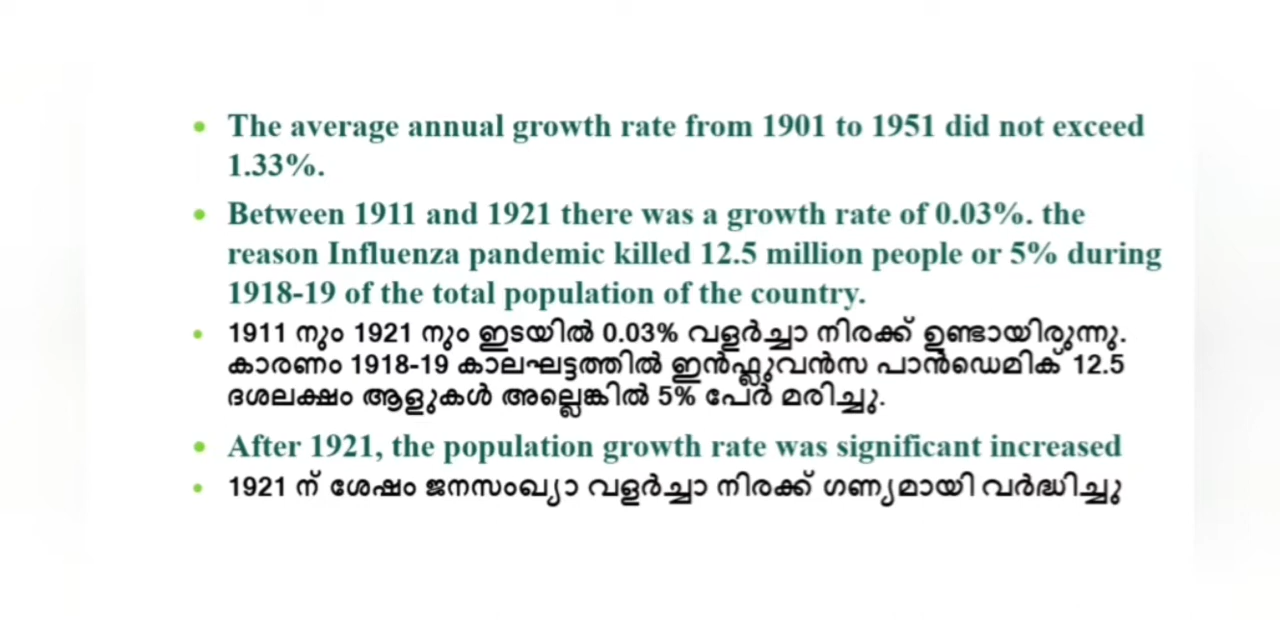 • The average annual growth rate from 1901 to 1951 did not exceed
1.33%.
• Between 1911 and 1921 there was a growth rate of 0.03%. the
reason Influenza pandemic killed 12.5 million people or 5% during
1918-19 of the total population of the country.
• 1911 നും 1921 നും ഇടയിൽ 0.03% വളർച്ചാ നിരക്ക് ഉണ്ടായിരുന്നു.
കാരണം 1918-19 കാലഘട്ടത്തിൽ ഇൻഫ്ലുവൻസ പാൻഡെമിക് 12.5
ദശലക്ഷം ആളുകൾ അല്ലെങ്കിൽ 5% പേർ മരിച്ചു.
• After 1921, the population growth rate was significant increased
• 1921 ന് ശേഷം ജനസംഖ്യാ വളർച്ചാ നിരക്ക് ഗണ്യമായി വർദ്ധിച്ചു